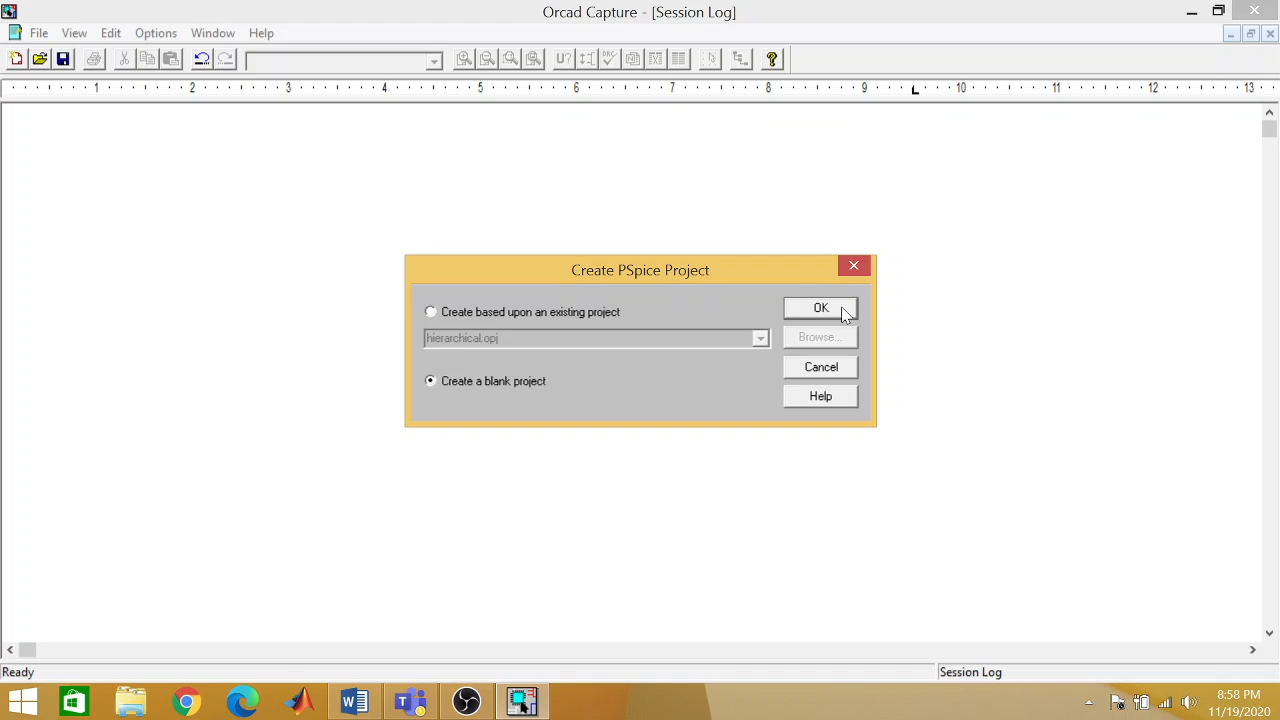 Orcad Capture - [Session Log]
File View Edit Options Window Help
U? DRC ?
1 2 3 4 5 6 7 8 9 10 11 12 13
Create PSpice Project
Create based upon an existing project
OK
hierarchical.opj
Browse...
Cancel
Create a blank project
Help
Ready
Session Log
8:58 PM
11/19/2020